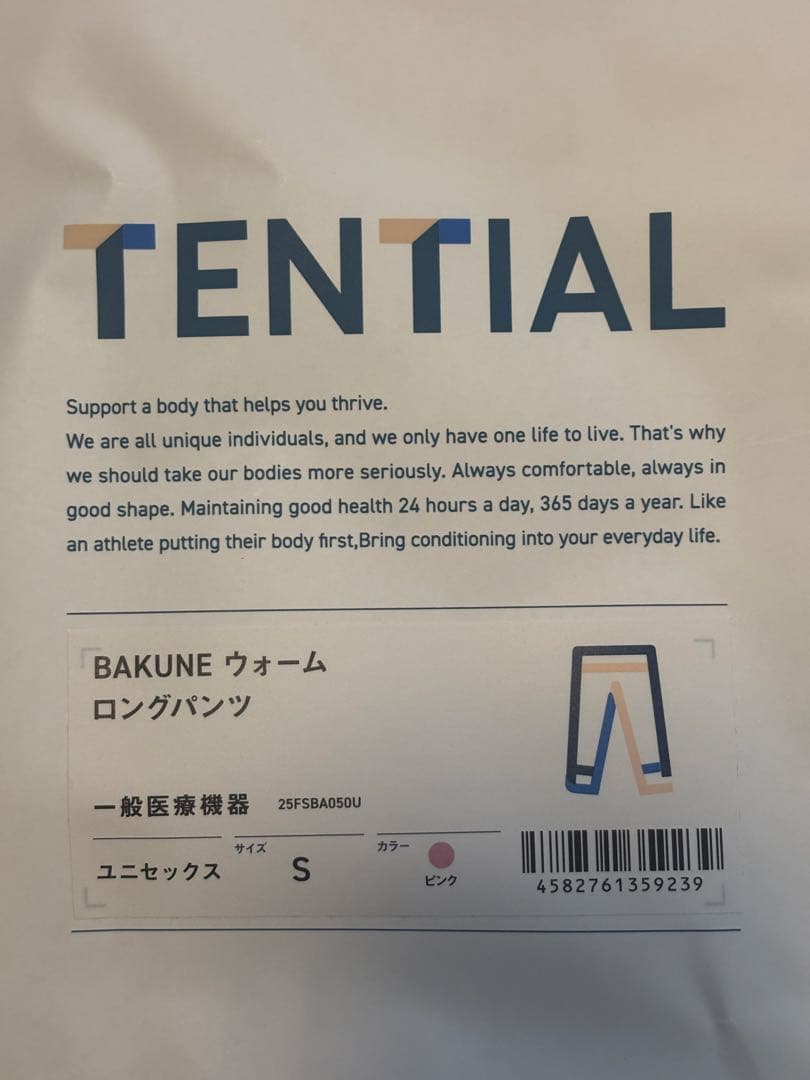 TENTIAL
Support a body that helps you thrive.
We are all unique individuals, and we only have one life to live. That's why
we should take our bodies more seriously. Always comfortable, always in
good shape. Maintaining good health 24 hours a day, 365 days a year. Like
an athlete putting their body first,Bring conditioning into your everyday life.
BAKUNE ウォーム
ロングパンツ
一般医療機器 25FSBA050U
ユニセックス サイズ S カラー ピンク
4582761359239